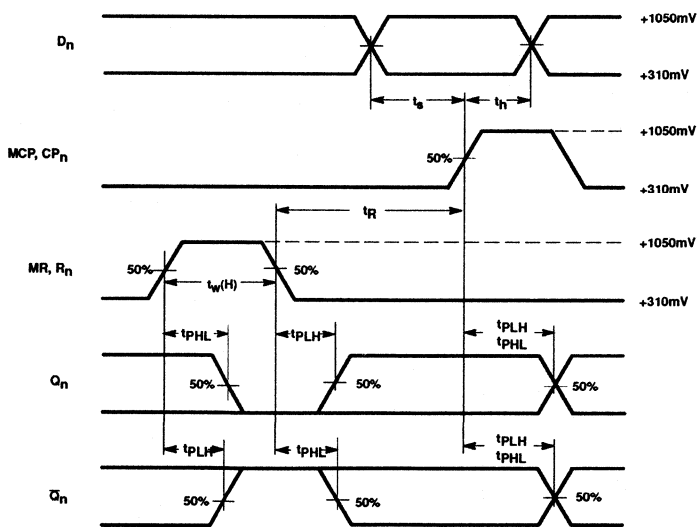 Dn
+1050mV
+310mV
ts
th
MCP, CPn
50%
+1050mV
+310mV
tR
MR, Rn
50%
50%
tw(H)
+1050mV
+310mV
tPHL
tPLH
tPLH
tPHL
Qn
50%
50%
50%
tPLH
tPHL
tPLH
tPHL
Q̅n
50%
50%
50%